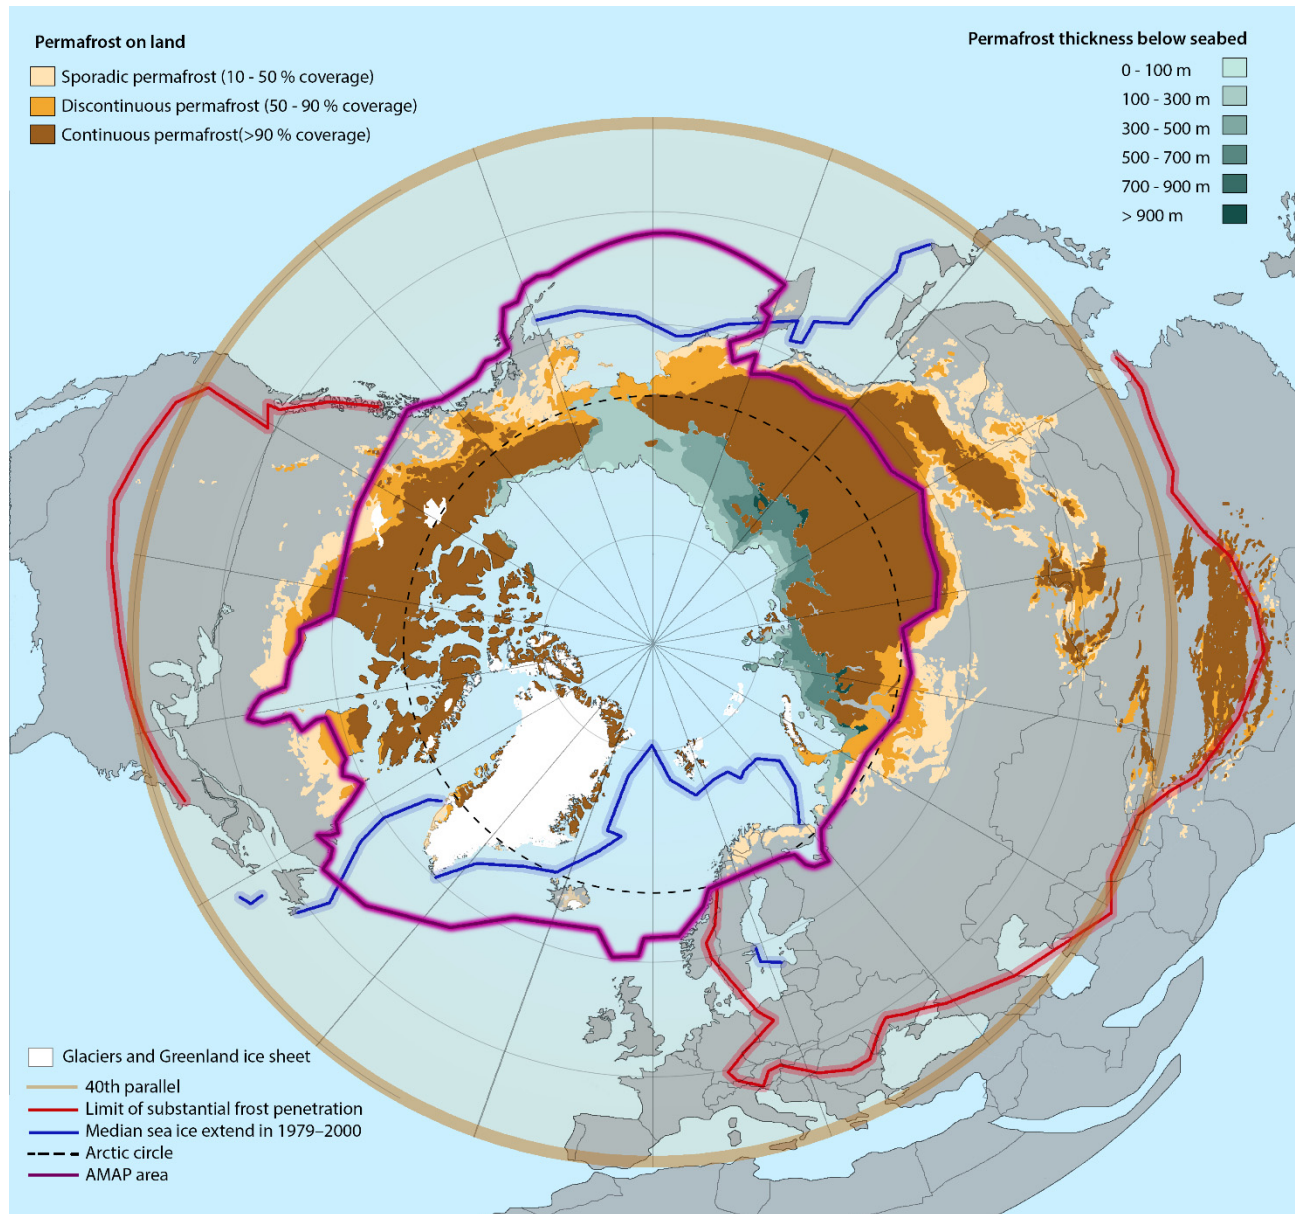 Permafrost on land
Sporadic permafrost (10 - 50 % coverage)
Discontinuous permafrost (50 - 90 % coverage)
Continuous permafrost(>90 % coverage)
Permafrost thickness below seabed
0 - 100 m
100 - 300 m
300 - 500 m
500 - 700 m
700 - 900 m
> 900 m
Glaciers and Greenland ice sheet
40th parallel
Limit of substantial frost penetration
Median sea ice extend in 1979–2000
Arctic circle
AMAP area